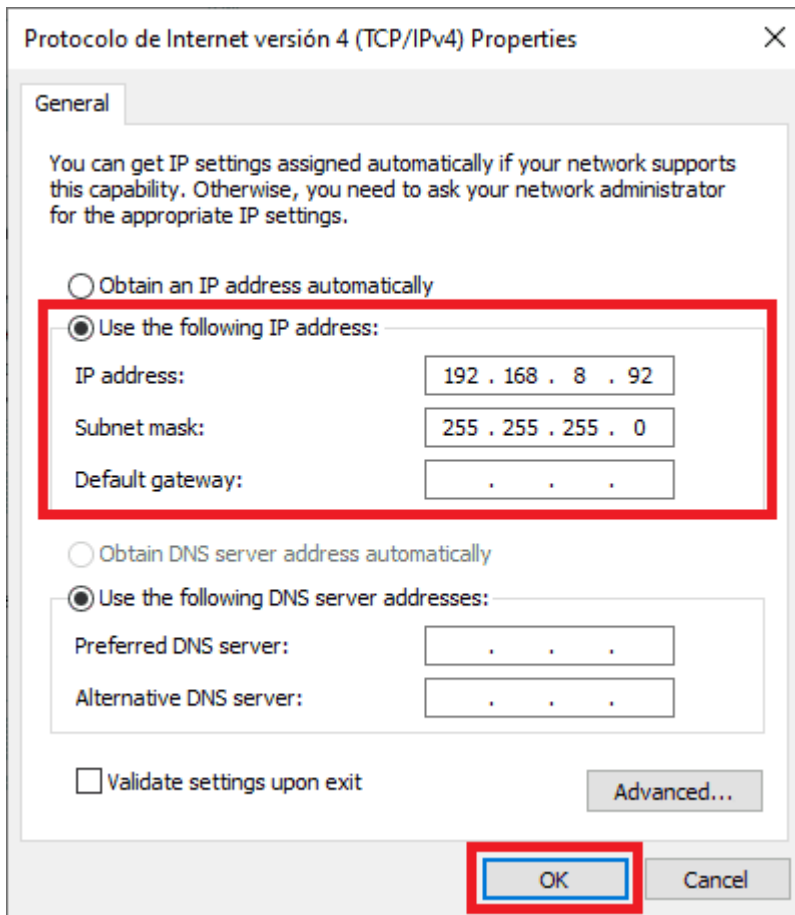 Protocolo de Internet versión 4 (TCP/IPv4) Properties
General
You can get IP settings assigned automatically if your network supports
this capability. Otherwise, you need to ask your network administrator
for the appropriate IP settings.
Obtain an IP address automatically
Use the following IP address:
IP address: 192 . 168 . 8 . 92
Subnet mask: 255 . 255 . 255 . 0
Default gateway: . . .
Obtain DNS server address automatically
Use the following DNS server addresses:
Preferred DNS server: . . .
Alternative DNS server: . . .
Validate settings upon exit
Advanced...
OK Cancel